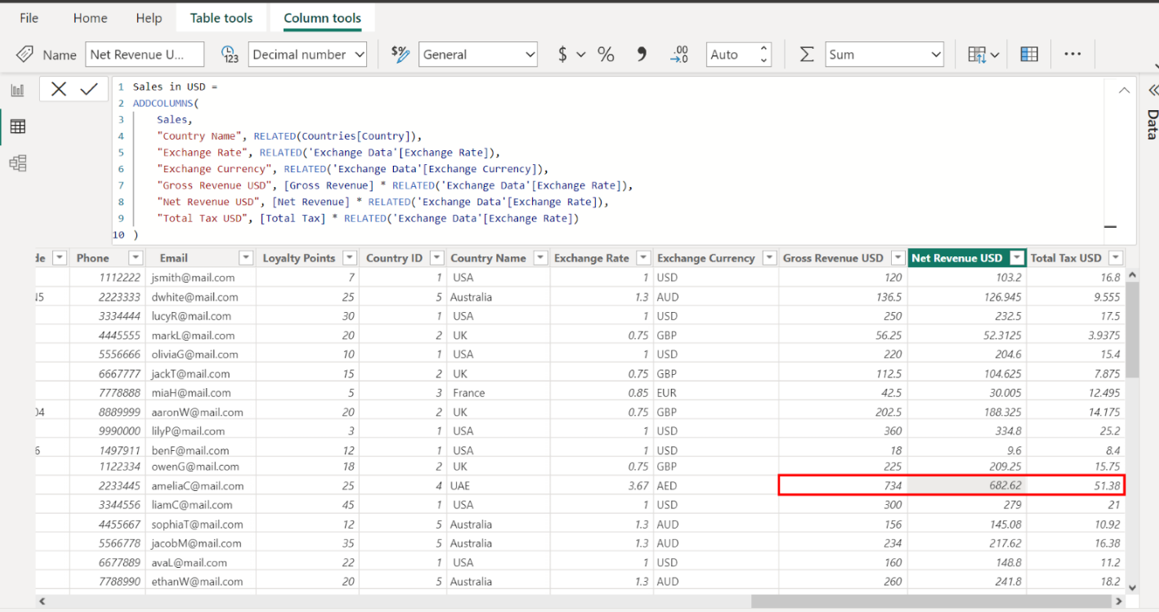 File Home Help Table tools Column tools
Name Net Revenue U... Decimal number $% General $ % Auto Σ Sum ...
1 Sales in USD =
2 ADDCOLUMNS(
3 Sales,
4 "Country Name", RELATED(Countries[Country]),
5 "Exchange Rate", RELATED('Exchange Data'[Exchange Rate]),
6 "Exchange Currency", RELATED('Exchange Data'[Exchange Currency]),
7 "Gross Revenue USD", [Gross Revenue] * RELATED('Exchange Data'[Exchange Rate]),
8 "Net Revenue USD", [Net Revenue] * RELATED('Exchange Data'[Exchange Rate]),
9 "Total Tax USD", [Total Tax] * RELATED('Exchange Data'[Exchange Rate])
10 )
Data
de Phone Email Loyalty Points Country ID Country Name Exchange Rate Exchange Currency Gross Revenue USD Net Revenue USD Total Tax USD
1112222 jsmith@mail.com 7 1 USA 1 USD 120 103.2 16.8
2223333 dwhite@mail.com 25 5 Australia 1.3 AUD 136.5 126.945 9.555
3334444 lucyR@mail.com 30 1 USA 1 USD 250 232.5 17.5
4445555 markL@mail.com 20 2 UK 0.75 GBP 56.25 52.3125 3.9375
5556666 oliviaG@mail.com 10 1 USA 1 USD 220 204.6 15.4
6667777 jackT@mail.com 15 2 UK 0.75 GBP 112.5 104.625 7.875
7778888 miaH@mail.com 5 3 France 0.85 EUR 42.5 30.005 12.495
04 8889999 aaronW@mail.com 20 2 UK 0.75 GBP 202.5 188.325 14.175
9990000 lilyP@mail.com 3 1 USA 1 USD 360 334.8 25.2
6 1497911 benF@mail.com 12 1 USA 1 USD 18 9.6 8.4
1122334 owenG@mail.com 18 2 UK 0.75 GBP 225 209.25 15.75
2233445 ameliaC@mail.com 25 4 UAE 3.67 AED 734 682.62 51.38
3344556 liamC@mail.com 45 1 USA 1 USD 300 279 21
4455667 sophiaT@mail.com 12 5 Australia 1.3 AUD 156 145.08 10.92
5566778 jacobM@mail.com 35 5 Australia 1.3 AUD 234 217.62 16.38
6677889 avaL@mail.com 22 1 USA 1 USD 160 148.8 11.2
7788990 ethanW@mail.com 20 5 Australia 1.3 AUD 260 241.8 18.2